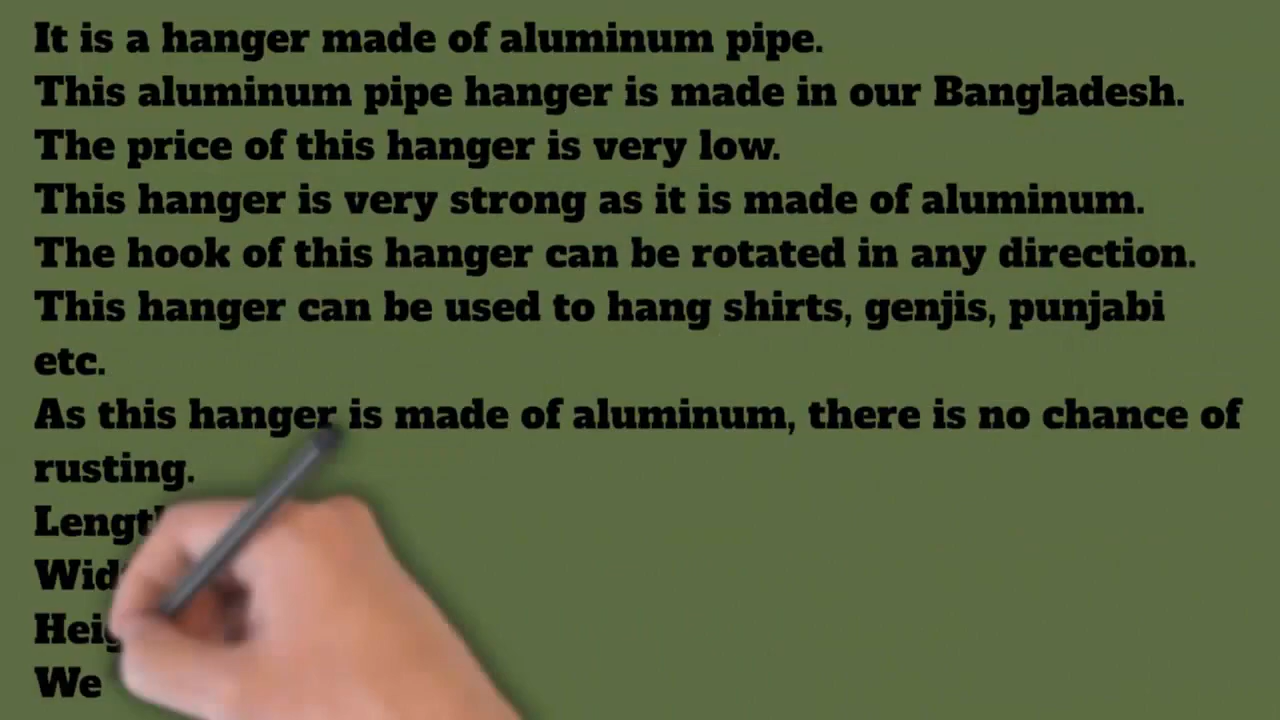 It is a hanger made of aluminum pipe.
This aluminum pipe hanger is made in our Bangladesh.
The price of this hanger is very low.
This hanger is very strong as it is made of aluminum.
The hook of this hanger can be rotated in any direction.
This hanger can be used to hang shirts, genjis, punjabi
etc.
As this hanger is made of aluminum, there is no chance of
rusting.
We